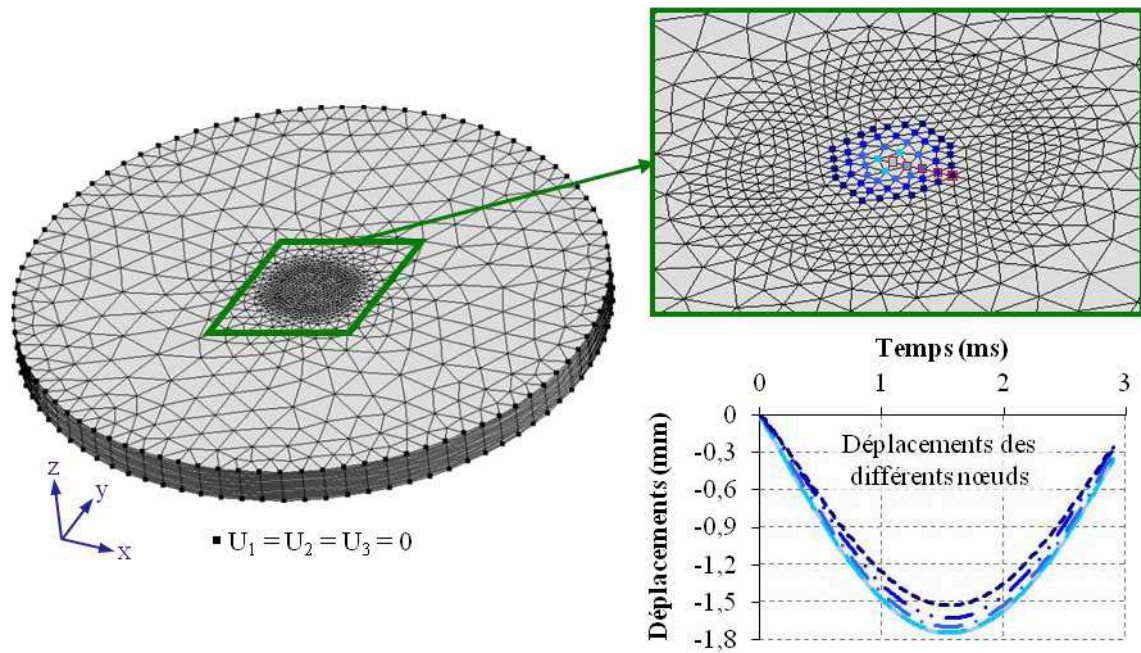 z
y
x
▪ U1 = U2 = U3 = 0
Temps (ms)
0 1 2 3
Déplacements (mm)
0
-0,3
-0,6
-0,9
-1,2
-1,5
-1,8
Déplacements des
différents nœuds